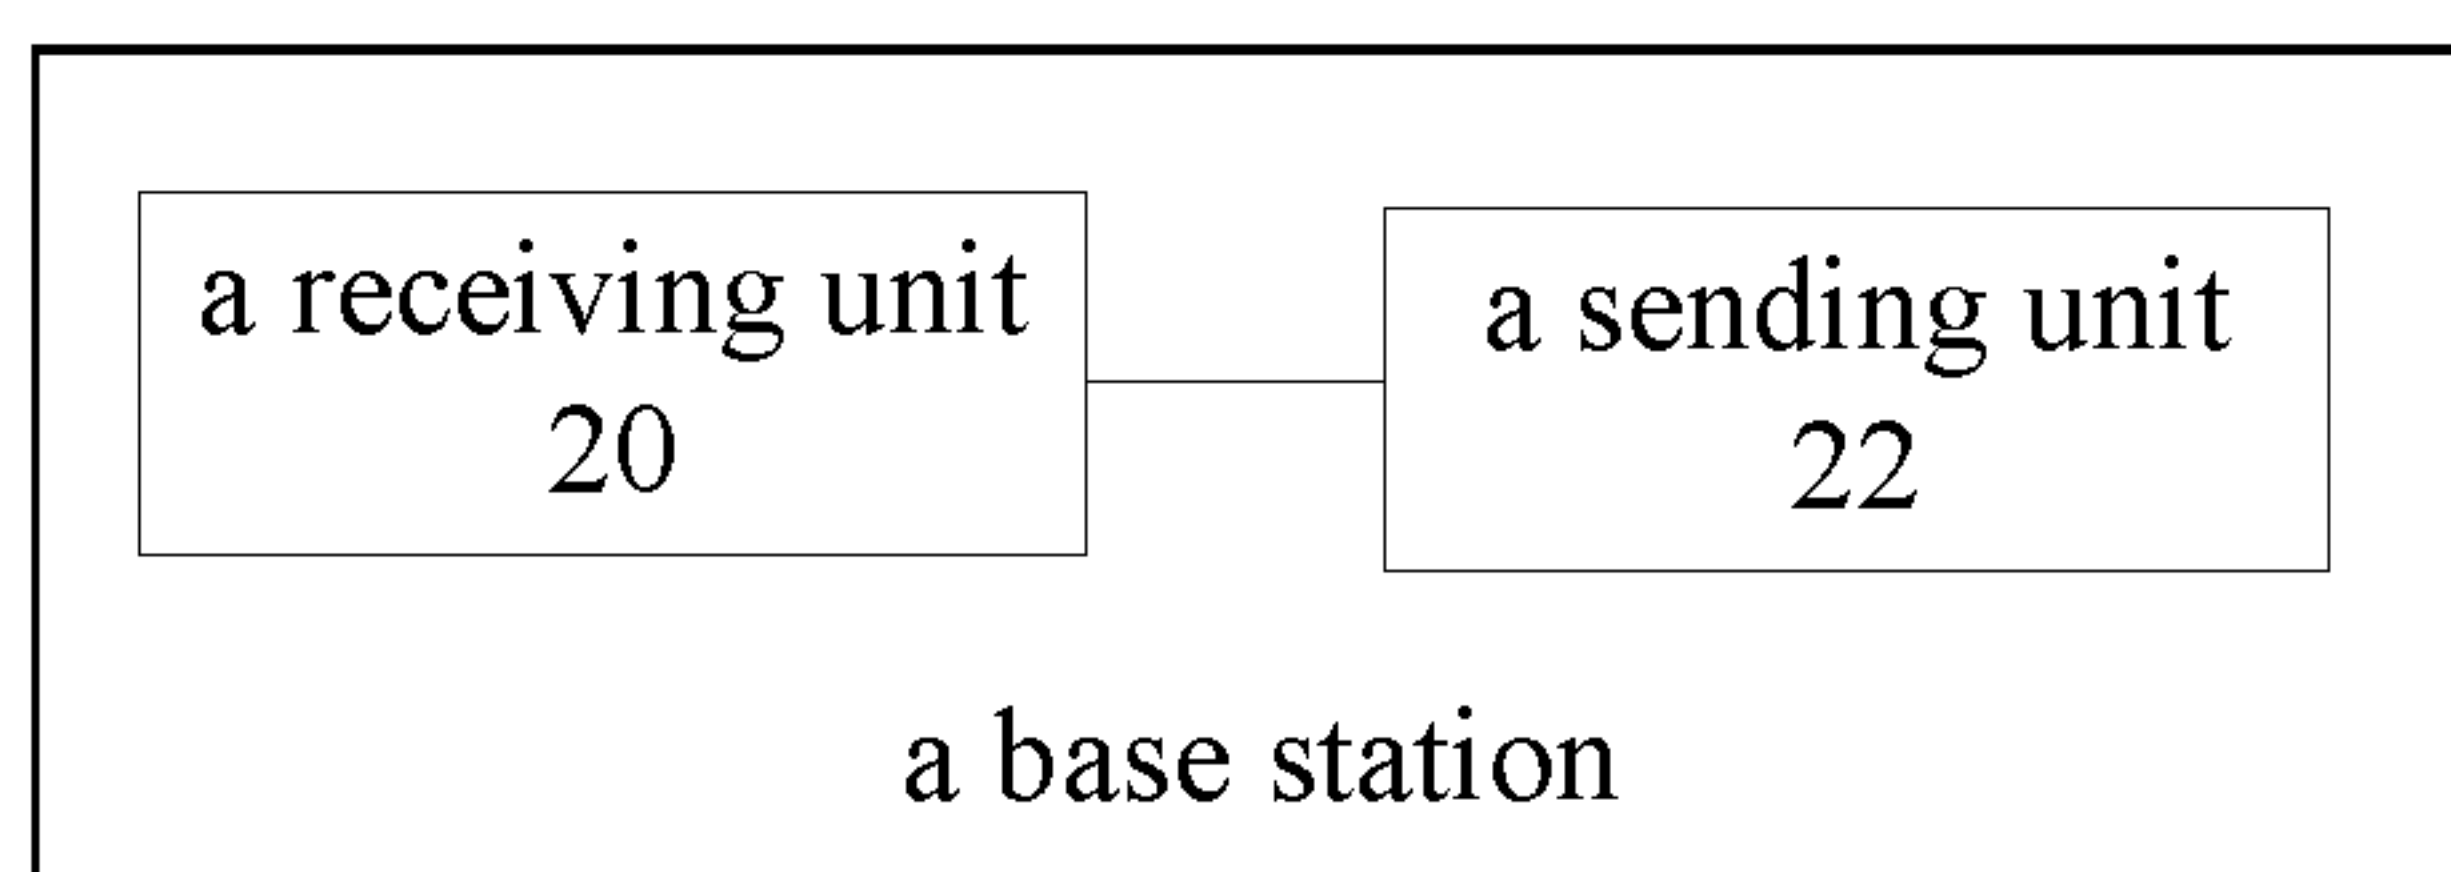 a receiving unit
20
a sending unit
22
a base station